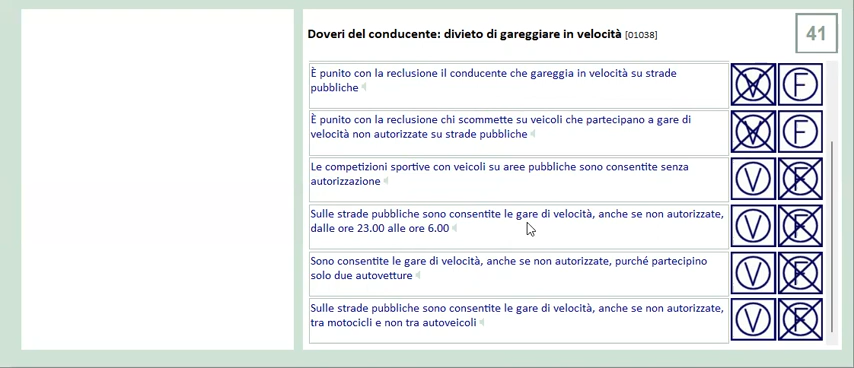 Doveri del conducente: divieto di gareggiare in velocità [01038]
41
È punito con la reclusione il conducente che gareggia in velocità su strade
pubbliche
V F
È punito con la reclusione chi scommette su veicoli che partecipano a gare di
velocità non autorizzate su strade pubbliche
V F
Le competizioni sportive con veicoli su aree pubbliche sono consentite senza
autorizzazione
V F
Sulle strade pubbliche sono consentite le gare di velocità, anche se non autorizzate,
dalle ore 23.00 alle ore 6.00
V F
Sono consentite le gare di velocità, anche se non autorizzate, purché partecipino
solo due autovetture
V F
Sulle strade pubbliche sono consentite le gare di velocità, anche se non autorizzate,
tra motocicli e non tra autoveicoli
V F